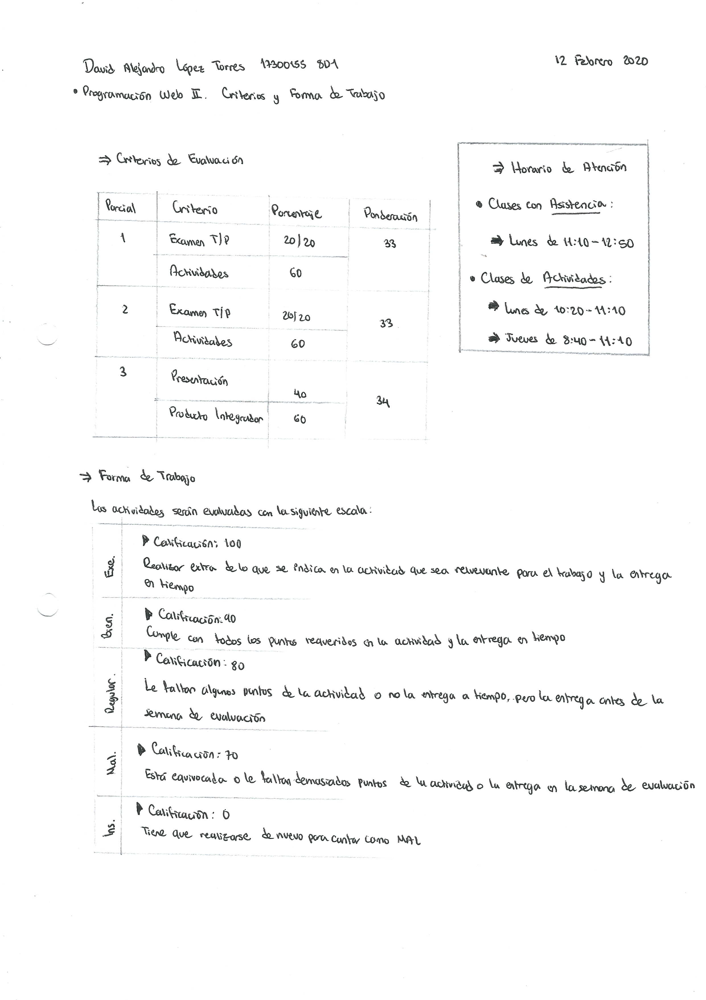 David Alejandro López Torres 17300155 8D1
12 Febrero 2020
• Programación Web II. Criterios y Forma de Trabajo
⇒ Criterios de Evaluación
Parcial Criterio Porcentaje Ponderación
1 Examen T/P 20/20 33
Actividades 60
2 Examen T/P 20/20 33
Actividades 60
3 Presentación 40 34
Producto Integrador 60
⇒ Horario de Atención
• Clases con Asistencia:
⇒ Lunes de 11:10-12:50
• Clases de Actividades:
⇒ Lunes de 10:20-11:10
⇒ Jueves de 8:40-11:10
⇒ Forma de Trabajo
Las actividades serán evaluadas con la siguiente escala:
Exe.
▶ Calificación: 100
Realizar extra de lo que se indica en la actividad que sea relevevante para el trabajo y la entrega
en tiempo
Bien.
▶ Calificación: 90
Cumple con todos los puntos requeridos en la actividad y la entrega en tiempo
Regular.
▶ Calificación: 80
Le faltan algunos puntos de la actividad o no la entrega a tiempo, pero la entrega antes de la
semana de evaluación
Mal.
▶ Calificación: 70
Está equivocada o le faltan demasiados puntos de la actividad o la entrega en la semana de evaluación
Ins.
▶ Calificación: 0
Tiene que realizarse de nuevo para contar como MAL